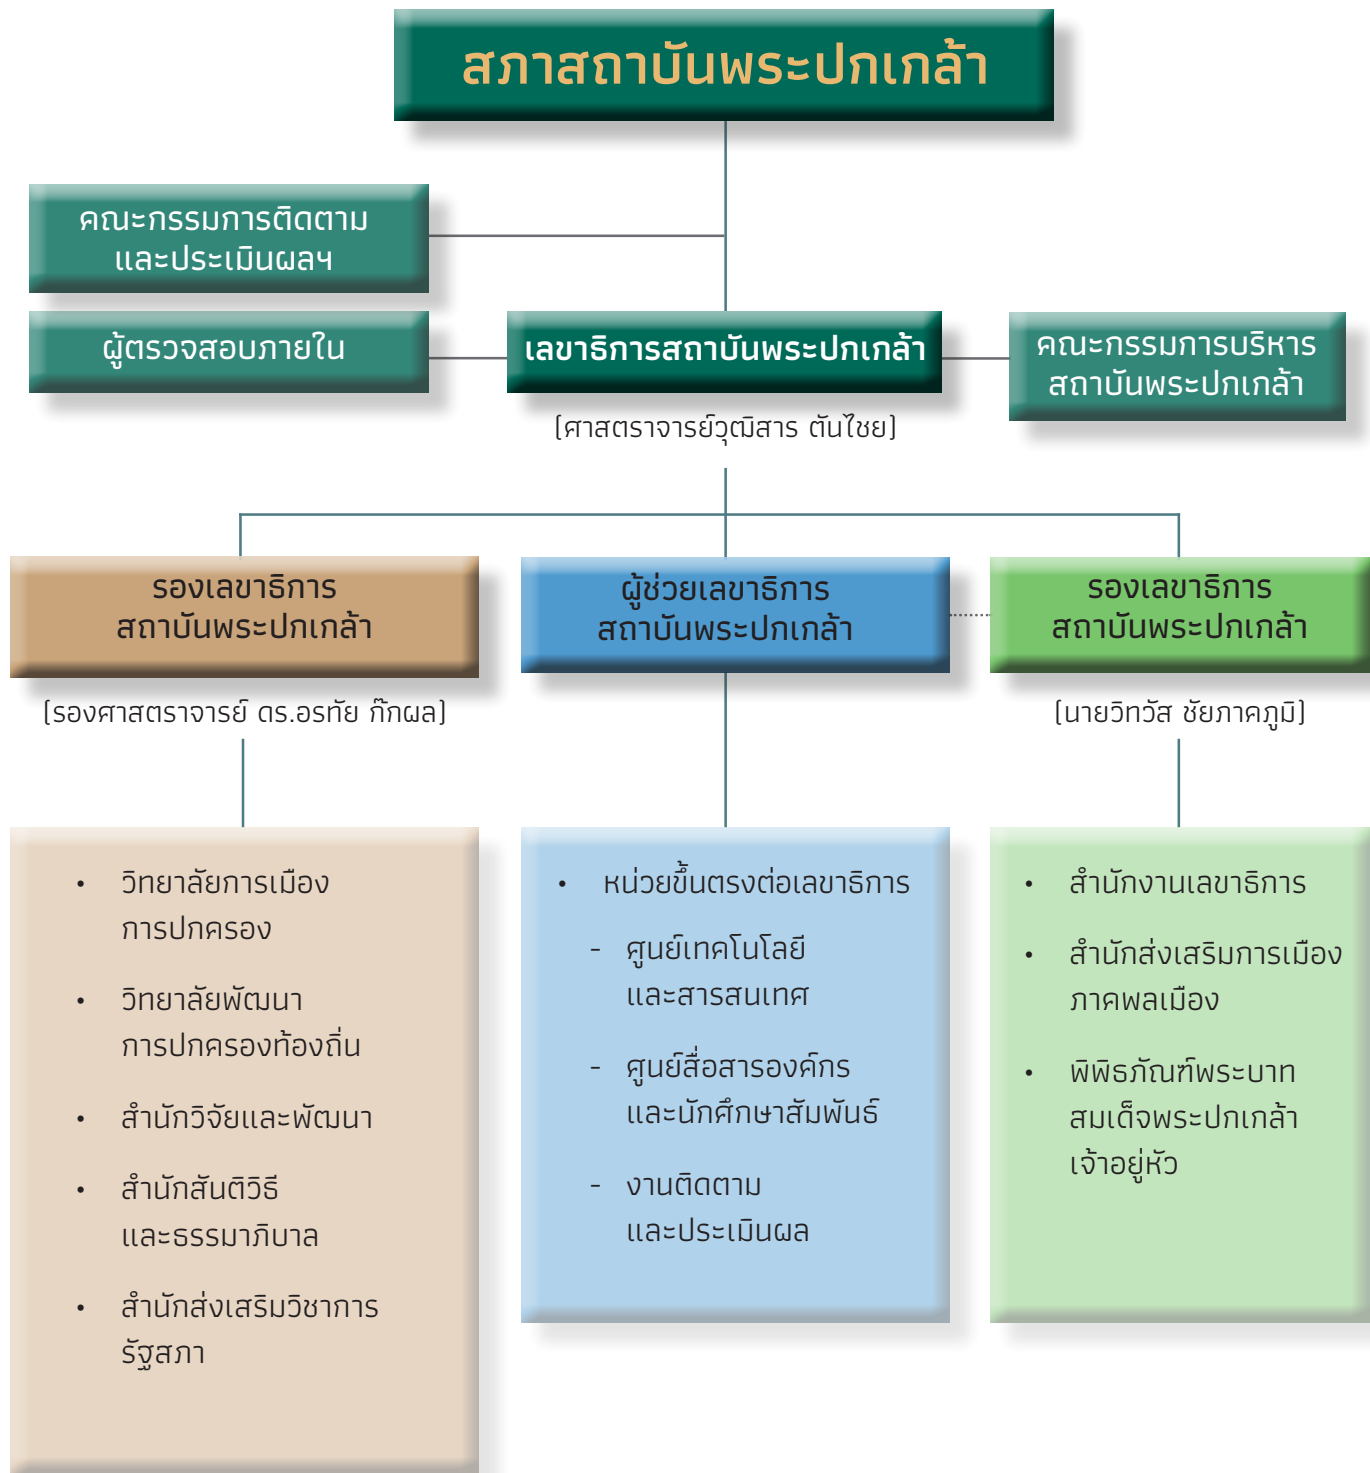 สภาสถาบันพระปกเกล้า
คณะกรรมการติดตาม
และประเมินผลฯ
ผู้ตรวจสอบภายใน
เลขาธิการสถาบันพระปกเกล้า
คณะกรรมการบริหาร
สถาบันพระปกเกล้า
(ศาสตราจารย์วุฒิสาร ตันไชย)
รองเลขาธิการ
สถาบันพระปกเกล้า
(รองศาสตราจารย์ ดร.อรทัย ก๊กผล)
ผู้ช่วยเลขาธิการ
สถาบันพระปกเกล้า
รองเลขาธิการ
สถาบันพระปกเกล้า
(นายวิทวัส ชัยภาคภูมิ)
• วิทยาลัยการเมือง
การปกครอง
• วิทยาลัยพัฒนา
การปกครองท้องถิ่น
• สำนักวิจัยและพัฒนา
• สำนักสันติวิธี
และธรรมาภิบาล
• สำนักส่งเสริมวิชาการ
รัฐสภา
• หน่วยขึ้นตรงต่อเลขาธิการ
- ศูนย์เทคโนโลยี
และสารสนเทศ
- ศูนย์สื่อสารองค์กร
และนักศึกษาสัมพันธ์
- งานติดตาม
และประเมินผล
• สำนักงานเลขาธิการ
• สำนักส่งเสริมการเมือง
ภาคพลเมือง
• พิพิธภัณฑ์พระบาท
สมเด็จพระปกเกล้า
เจ้าอยู่หัว